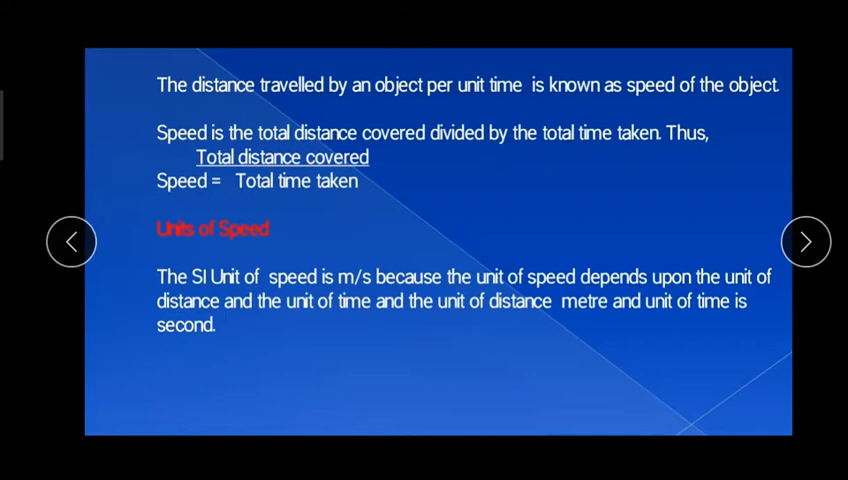 The distance travelled by an object per unit time is known as speed of the object.
Speed is the total distance covered divided by the total time taken. Thus,
Total distance covered
Speed = Total time taken
Units of Speed
The SI Unit of speed is m/s because the unit of speed depends upon the unit of
distance and the unit of time and the unit of distance metre and unit of time is
second.